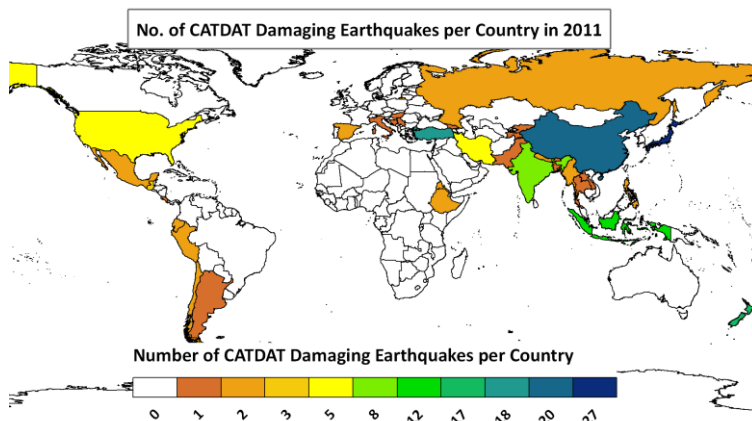 No. of CATDAT Damaging Earthquakes per Country in 2011
Number of CATDAT Damaging Earthquakes per Country
0 1 2 3 5 8 12 17 18 20 27